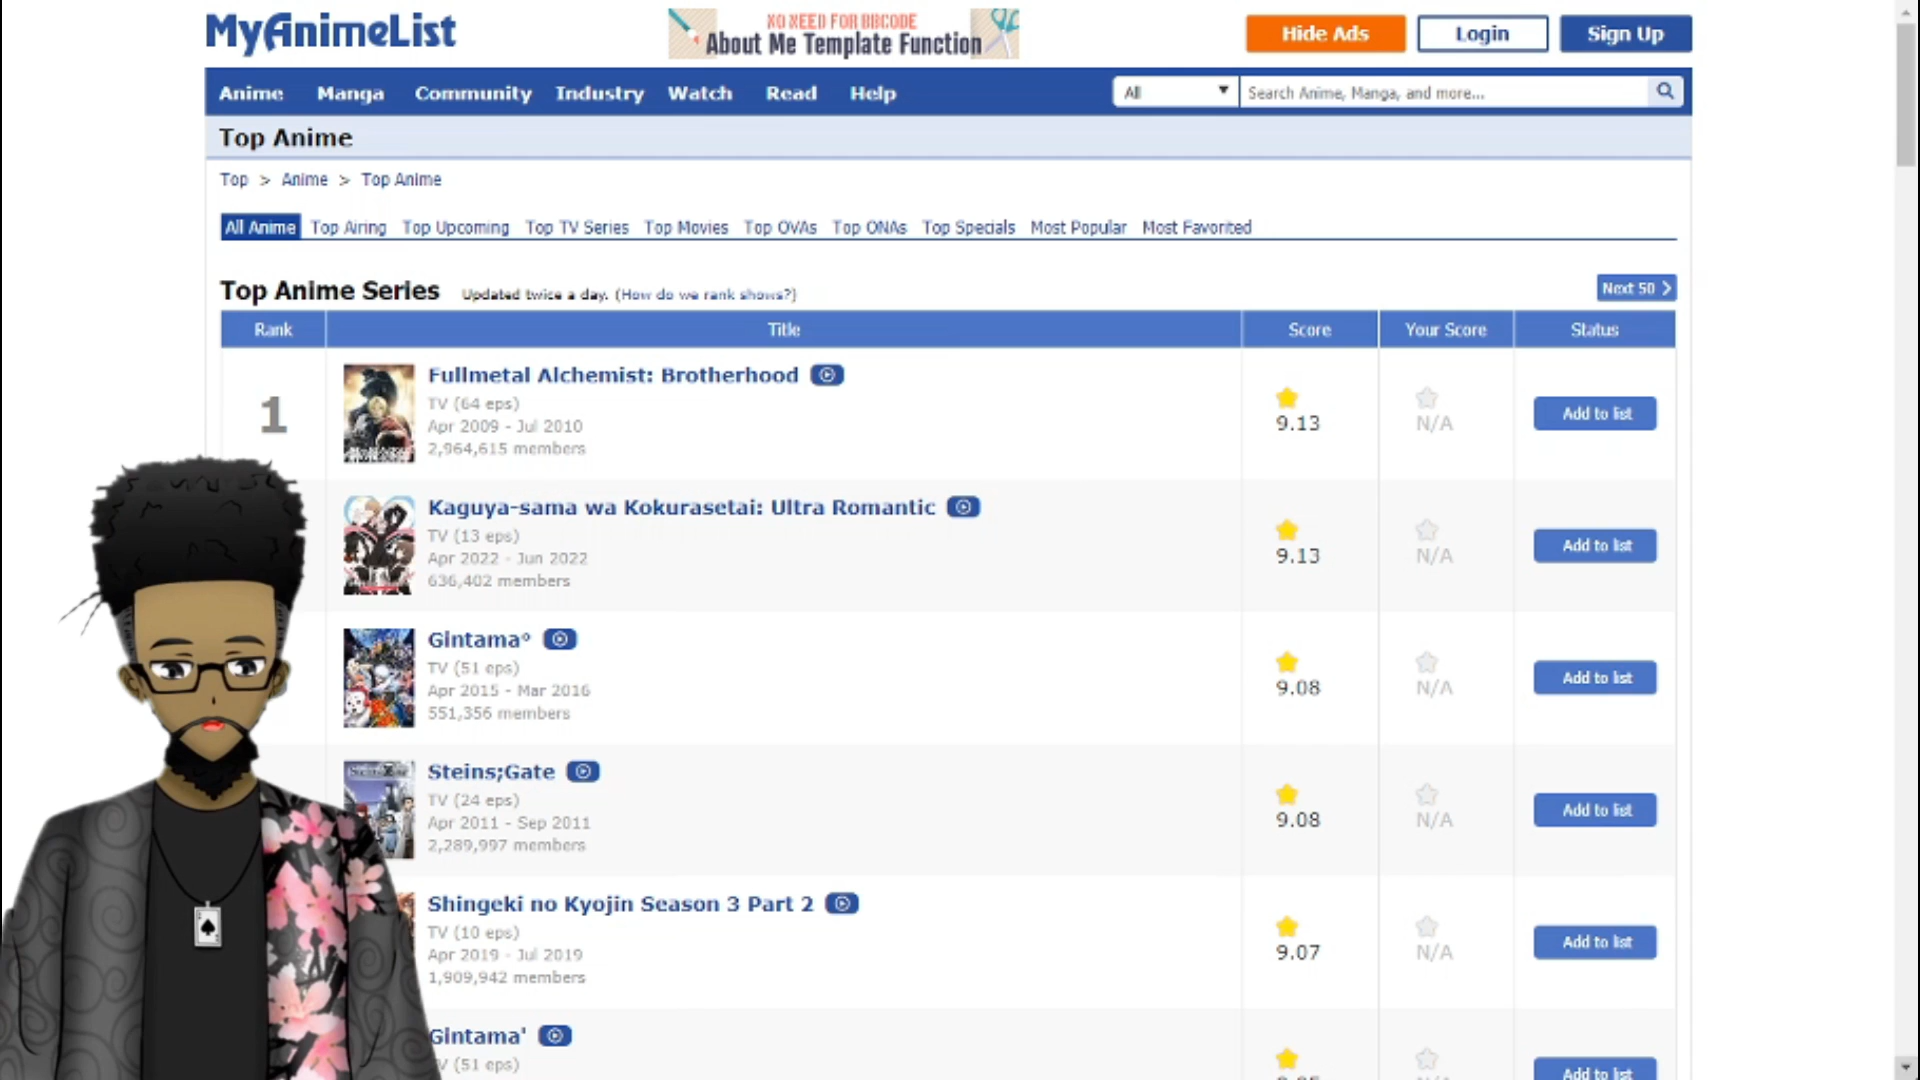 MyAnimeList
NO NEED FOR BBCODE
About Me Template Function
Hide Ads
Login
Sign Up
Anime Manga Community Industry Watch Read Help
All
Search Anime, Manga, and more...
Top Anime
Top > Anime > Top Anime
All Anime Top Airing Top Upcoming Top TV Series Top Movies Top OVAs Top ONAs Top Specials Most Popular Most Favorited
Top Anime Series Updated twice a day. (How do we rank shows?)
Next 50 >
Rank Title Score Your Score Status
1
Fullmetal Alchemist: Brotherhood
TV (64 eps)
Apr 2009 - Jul 2010
2,964,615 members
9.13
N/A
Add to list
Kaguya-sama wa Kokurasetai: Ultra Romantic
TV (13 eps)
Apr 2022 - Jun 2022
636,402 members
9.13
N/A
Add to list
Gintama°
TV (51 eps)
Apr 2015 - Mar 2016
551,356 members
9.08
N/A
Add to list
Steins;Gate
TV (24 eps)
Apr 2011 - Sep 2011
2,289,997 members
9.08
N/A
Add to list
Shingeki no Kyojin Season 3 Part 2
TV (10 eps)
Apr 2019 - Jul 2019
1,909,942 members
9.07
N/A
Add to list
Gintama'
(51 eps)
Add to list